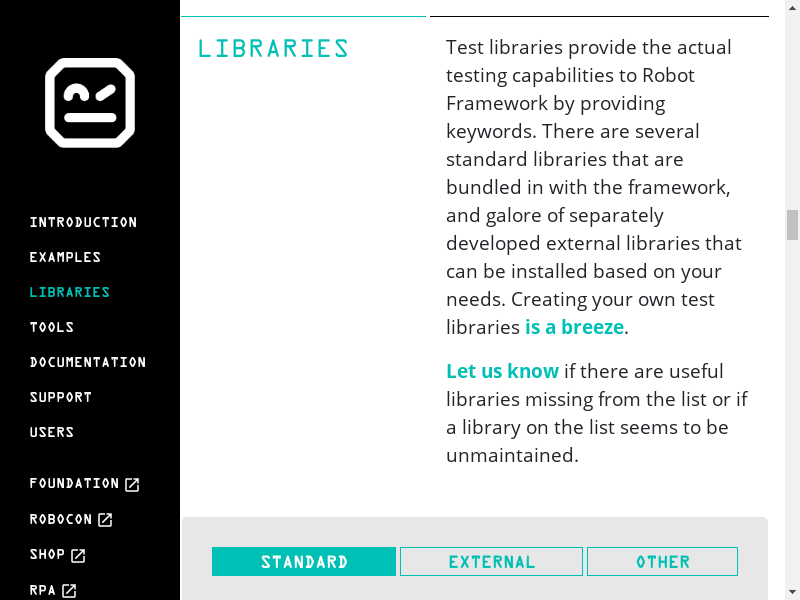 INTRODUCTION
EXAMPLES
LIBRARIES
TOOLS
DOCUMENTATION
SUPPORT
USERS
FOUNDATION
ROBOCON
SHOP
RPA
LIBRARIES
Test libraries provide the actual
testing capabilities to Robot
Framework by providing
keywords. There are several
standard libraries that are
bundled in with the framework,
and galore of separately
developed external libraries that
can be installed based on your
needs. Creating your own test
libraries is a breeze.
Let us know if there are useful
libraries missing from the list or if
a library on the list seems to be
unmaintained.
STANDARD
EXTERNAL
OTHER